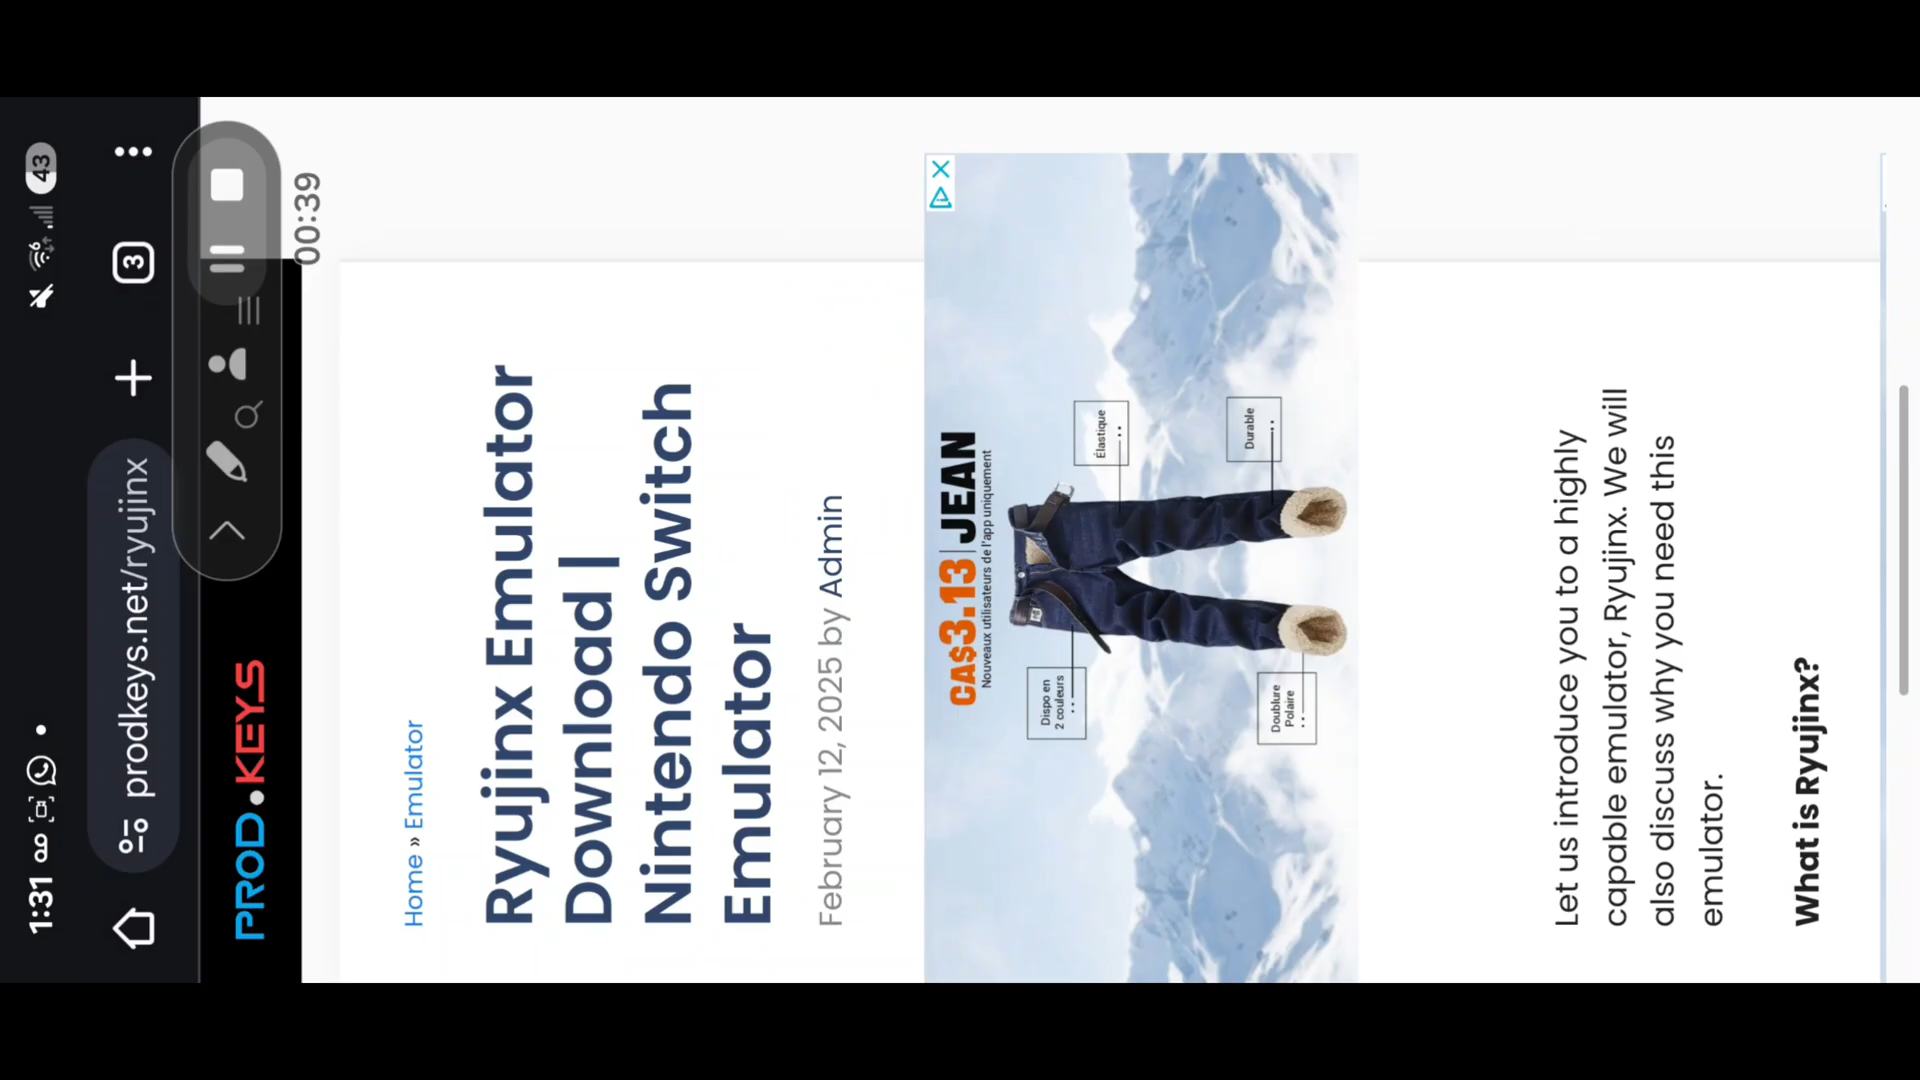 1:31
43
prodkeys.net/ryujinx
3
00:39
PROD.KEYS
Home » Emulator
Ryujinx Emulator
Download |
Nintendo Switch
Emulator
February 12, 2025 by Admin
CA$3.13 | JEAN
Nouveaux utilisateurs de l'app uniquement
Dispo en
2 couleurs
Élastique
Doublure
Polaire
Durable
Let us introduce you to a highly
capable emulator, Ryujinx. We will
also discuss why you need this
emulator.
What is Ryujinx?